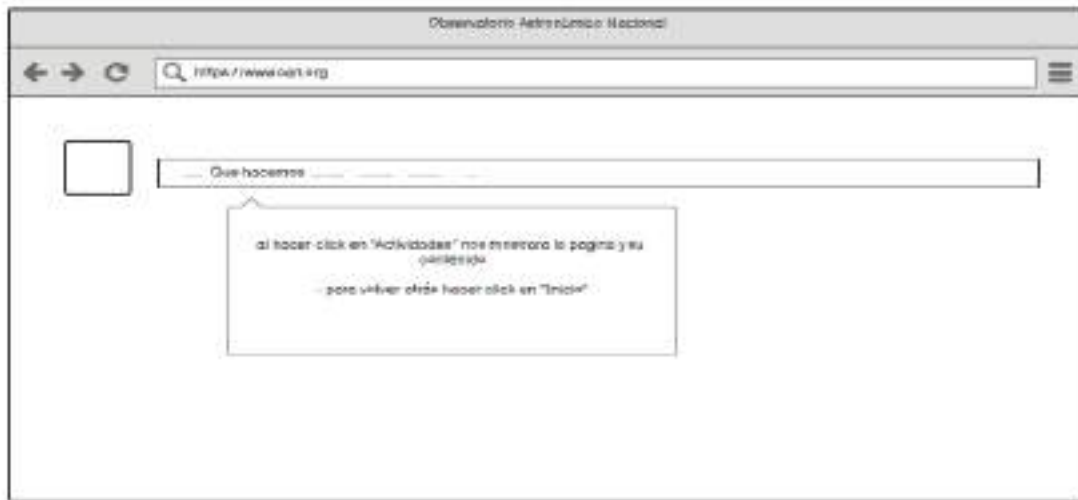 Observatorio Astronómico Nacional
Que hacemos
al hacer click en "Actividades" nos mostrara la pagina y su
contenido
- para volver atrás hacer click en "Inicio"